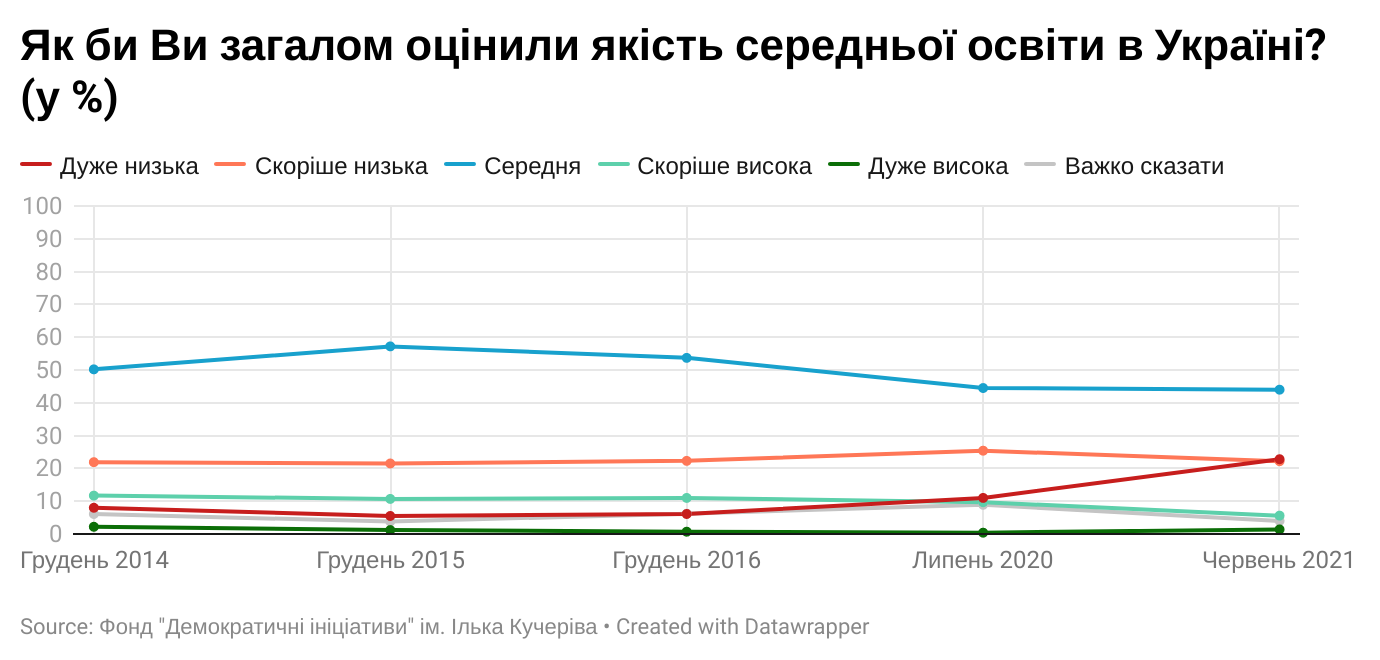 Як би Ви загалом оцінили якість середньої освіти в Україні?
(у %)
Дуже низька Скоріше низька Середня Скоріше висока Дуже висока Важко сказати
100
90
80
70
60
50
40
30
20
10
0
Грудень 2014 Грудень 2015 Грудень 2016 Липень 2020 Червень 2021
Source: Фонд "Демократичні ініціативи" ім. Ілька Кучеріва • Created with Datawrapper